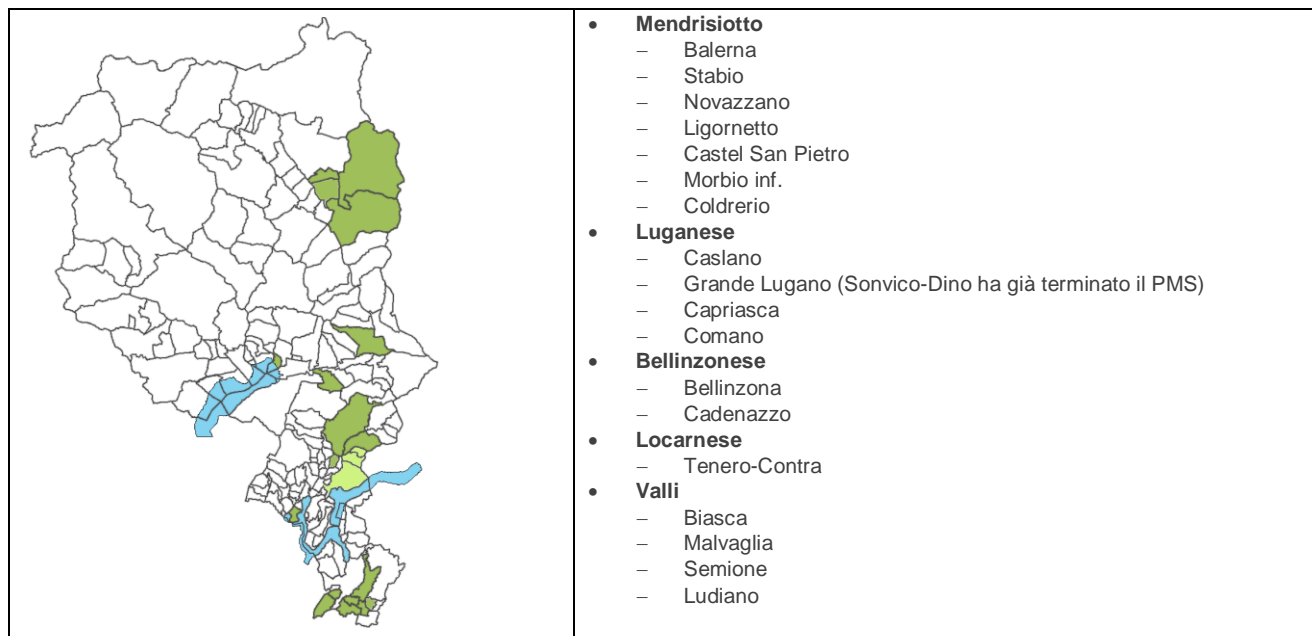 • Mendrisiotto
– Balerna
– Stabio
– Novazzano
– Ligornetto
– Castel San Pietro
– Morbio inf.
– Coldrerio
• Luganese
– Caslano
– Grande Lugano (Sonvico-Dino ha già terminato il PMS)
– Capriasca
– Comano
• Bellinzonese
– Bellinzona
– Cadenazzo
• Locarnese
– Tenero-Contra
• Valli
– Biasca
– Malvaglia
– Semione
– Ludiano